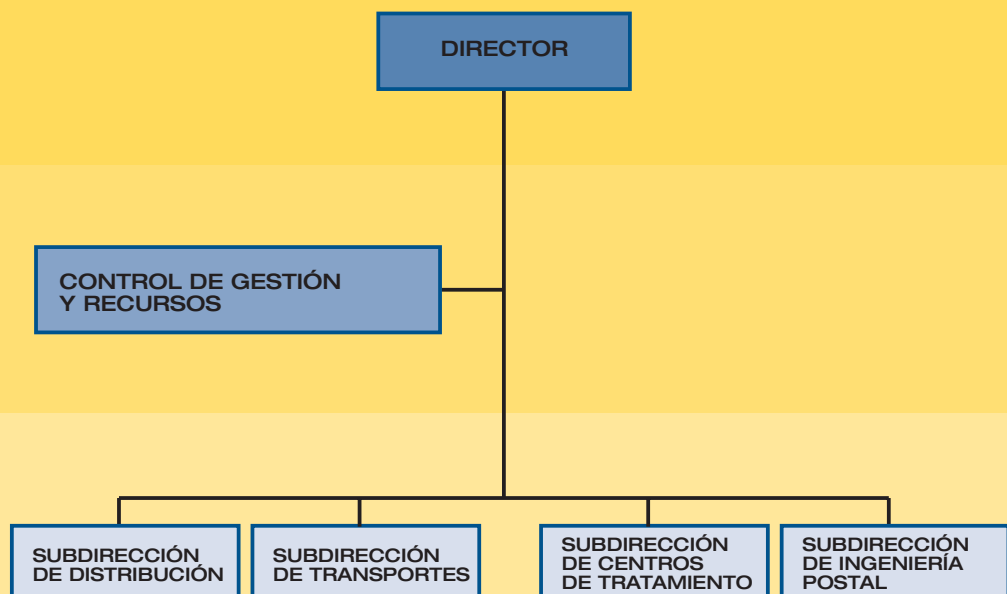 DIRECTOR
CONTROL DE GESTIÓN
Y RECURSOS
SUBDIRECCIÓN
DE DISTRIBUCIÓN
SUBDIRECCIÓN
DE TRANSPORTES
SUBDIRECCIÓN
DE CENTROS
DE TRATAMIENTO
SUBDIRECCIÓN
DE INGENIERÍA
POSTAL